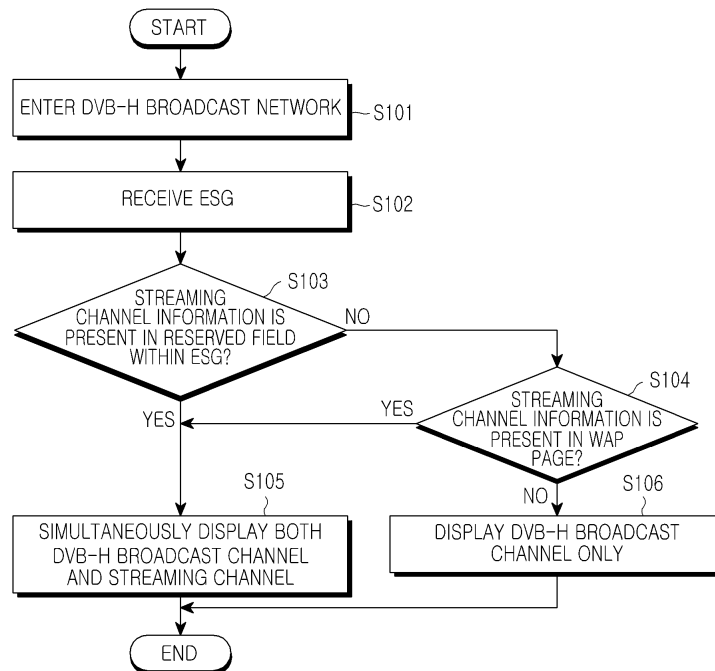 START
ENTER DVB-H BROADCAST NETWORK
S101
RECEIVE ESG
S102
S103
STREAMING
CHANNEL INFORMATION IS
PRESENT IN RESERVED FIELD
WITHIN ESG?
NO
S104
STREAMING
CHANNEL INFORMATION IS
PRESENT IN WAP
PAGE?
YES
YES
NO
S105
SIMULTANEOUSLY DISPLAY BOTH
DVB-H BROADCAST CHANNEL
AND STREAMING CHANNEL
S106
DISPLAY DVB-H BROADCAST
CHANNEL ONLY
END